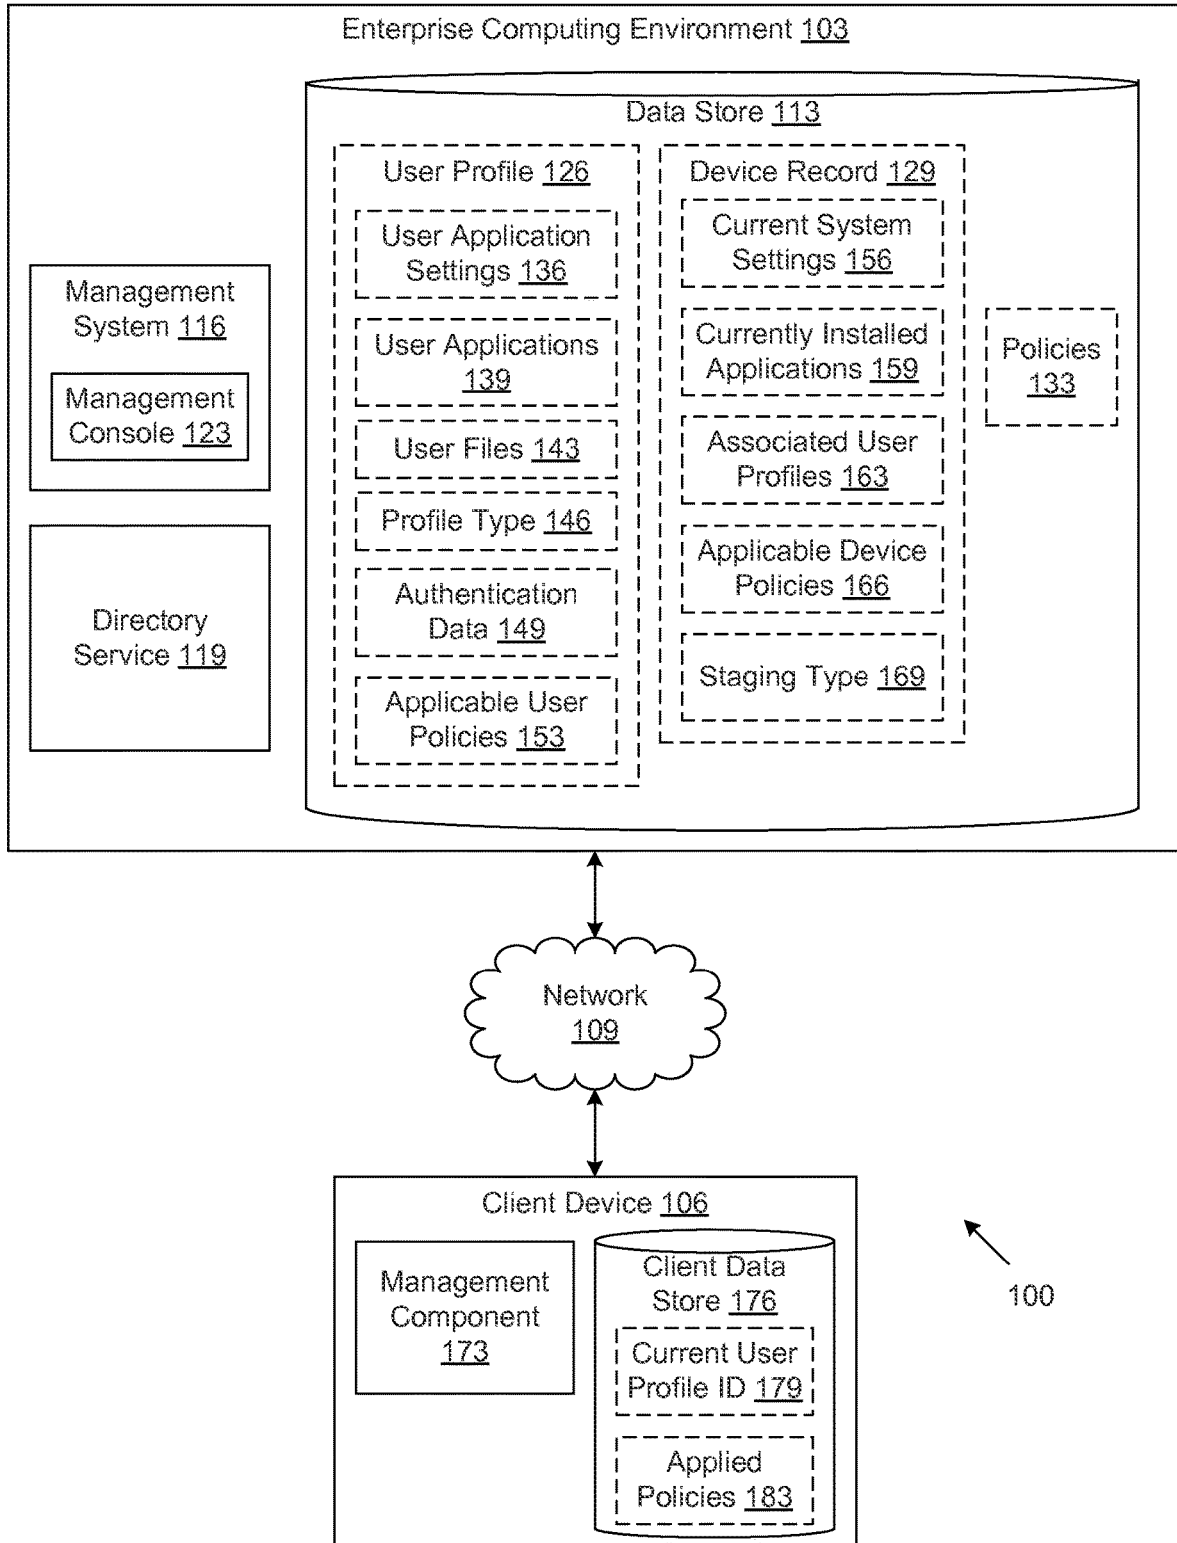 Enterprise Computing Environment 103
Data Store 113
User Profile 126
User Application
Settings 136
User Applications
139
User Files 143
Profile Type 146
Authentication
Data 149
Applicable User
Policies 153
Device Record 129
Current System
Settings 156
Currently Installed
Applications 159
Associated User
Profiles 163
Applicable Device
Policies 166
Staging Type 169
Policies
133
Management
System 116
Management
Console 123
Directory
Service 119
Network
109
Client Device 106
Management
Component
173
Client Data
Store 176
Current User
Profile ID 179
Applied
Policies 183
100